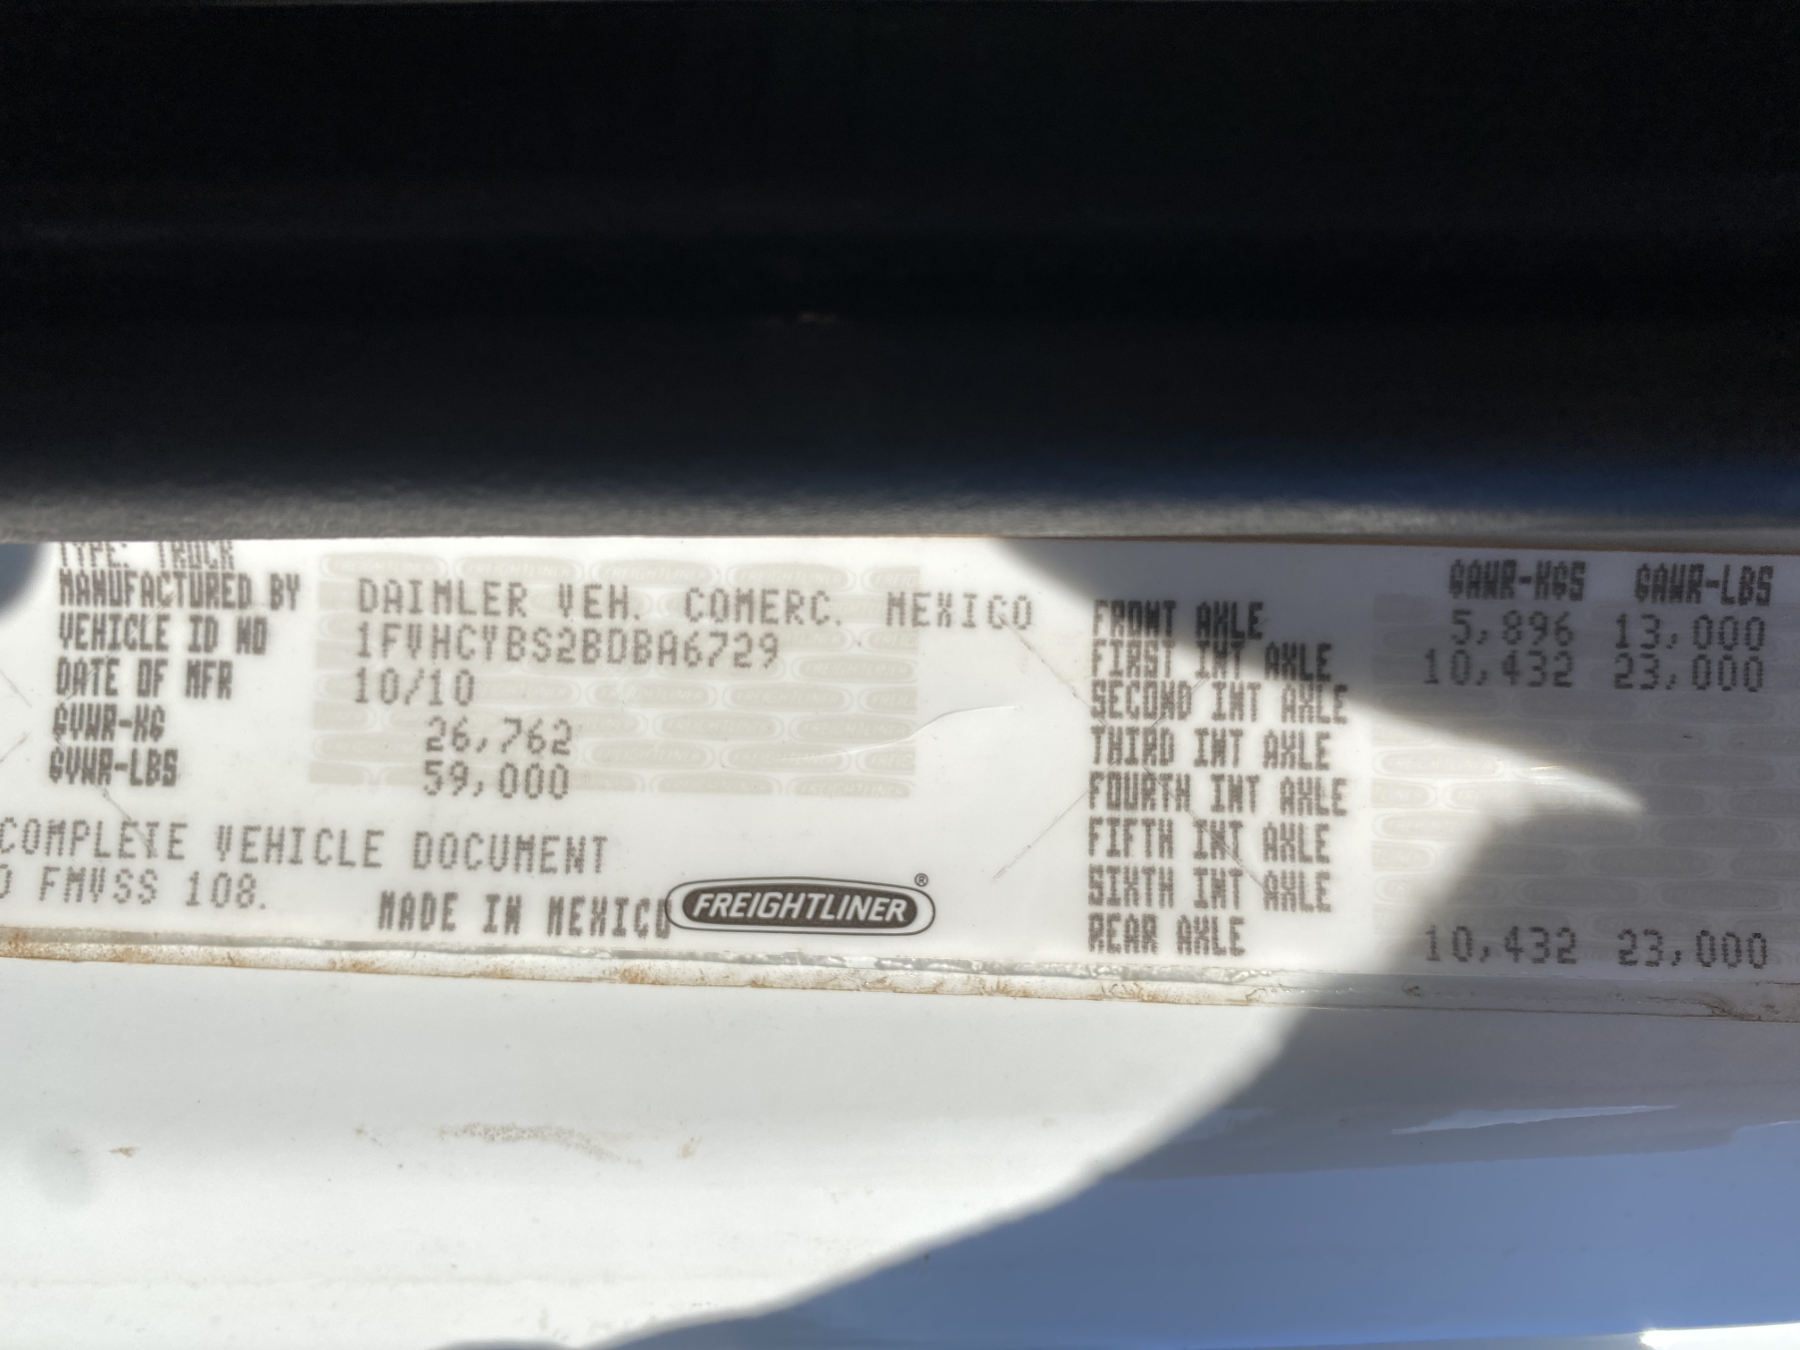 TYPE: TRUCK
MANUFACTURED BY DAIMLER VEH. COMERC. MEXICO
VEHICLE ID NO 1FVHCYBS2BDBA6729
DATE OF MFR 10/10
GVWR-KG 26,762
GVWR-LBS 59,000
COMPLETE VEHICLE DOCUMENT
FMVSS 108.
MADE IN MEXICO
FREIGHTLINER®
GAWR-KGS GAWR-LBS
FRONT AXLE 5,896 13,000
FIRST INT AXLE 10,432 23,000
SECOND INT AXLE
THIRD INT AXLE
FOURTH INT AXLE
FIFTH INT AXLE
SIXTH INT AXLE
REAR AXLE 10,432 23,000